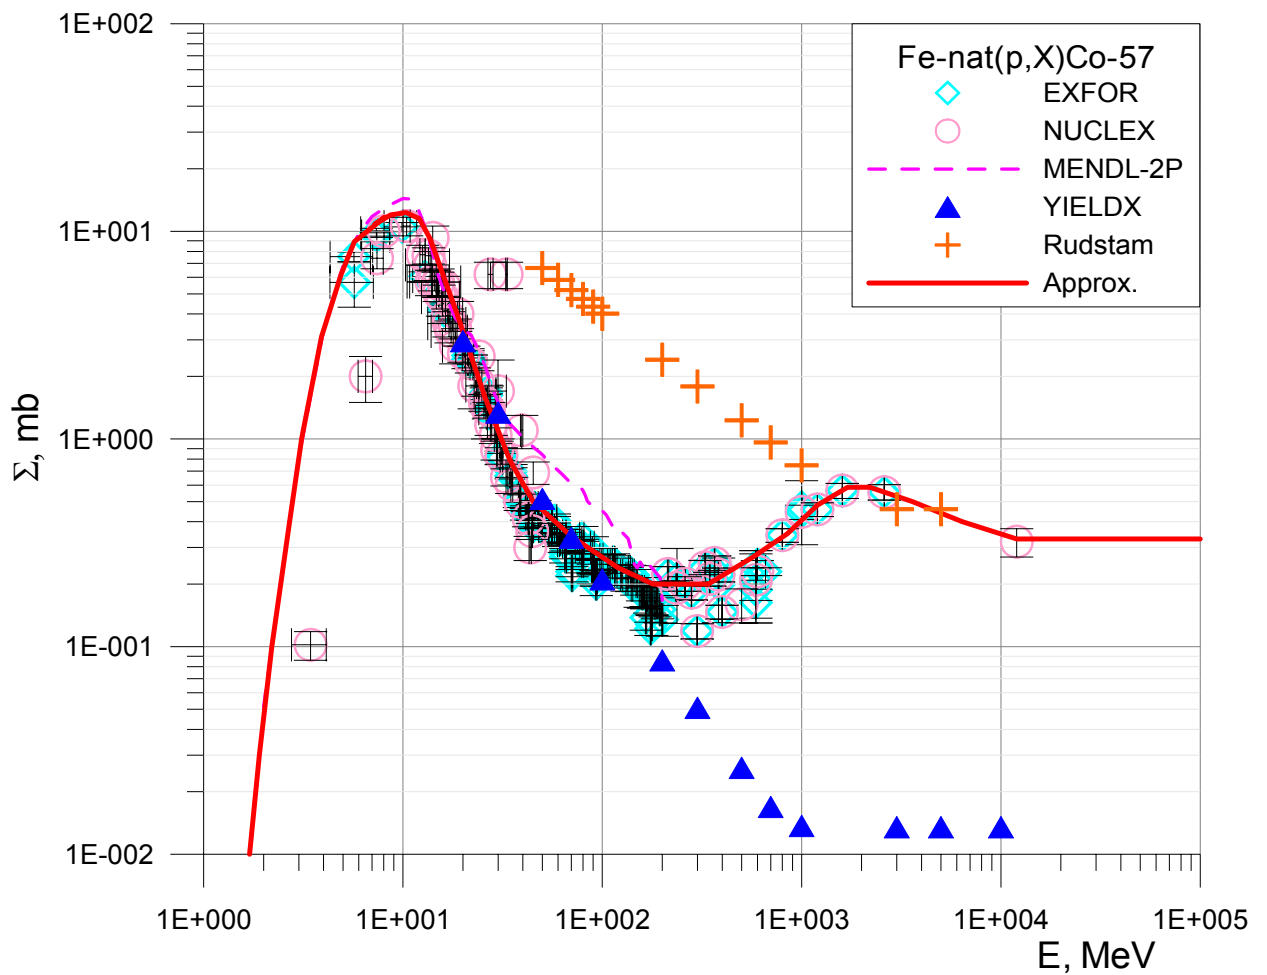 1E+002
1E+001
1E+000
1E-001
1E-002
Σ, mb
Fe-nat(p,X)Co-57
EXFOR
NUCLEX
MENDL-2P
YIELDX
Rudstam
Approx.
1E+000
1E+001
1E+002
1E+003
1E+004
1E+005
E, MeV